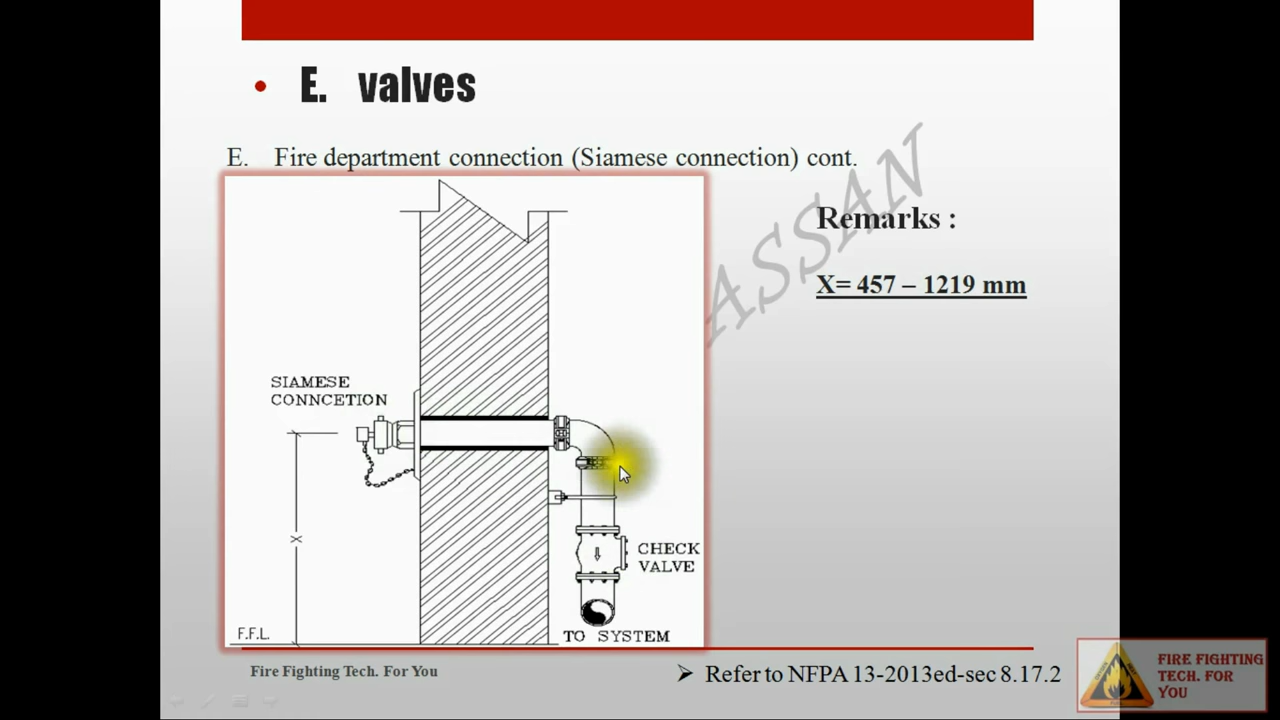 • E. valves
E. Fire department connection (Siamese connection) cont.
Remarks :
X= 457 – 1219 mm
ASSAN
SIAMESE
CONNCETION
X
CHECK
VALVE
F.F.L.
TO SYSTEM
Fire Fighting Tech. For You
➢ Refer to NFPA 13-2013ed-sec 8.17.2
FIRE FIGHTING
TECH. FOR
YOU